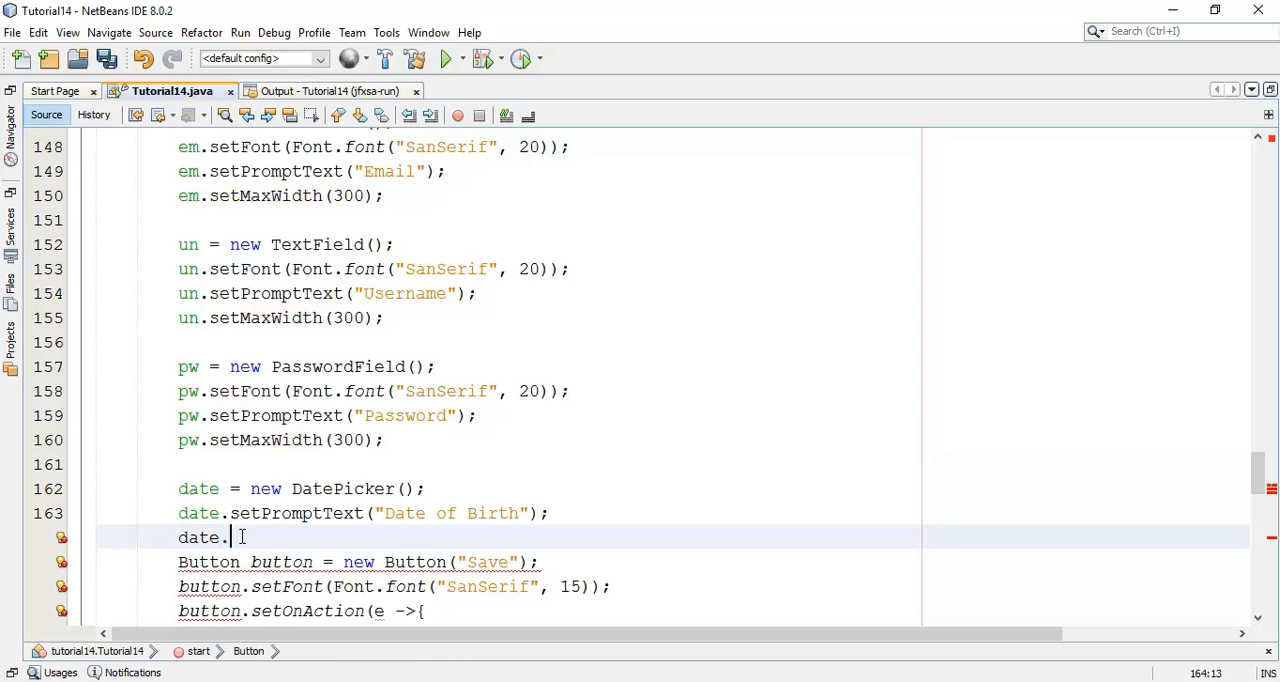 Tutorial14 - NetBeans IDE 8.0.2
File Edit View Navigate Source Refactor Run Debug Profile Team Tools Window Help
Search (Ctrl+I)
<default config>
Start Page Tutorial14.java Output - Tutorial14 (jfxsa-run)
Source History
Navigator
Services
Files
Projects
148 em.setFont(Font.font("SanSerif", 20));
149 em.setPromptText("Email");
150 em.setMaxWidth(300);
151
152 un = new TextField();
153 un.setFont(Font.font("SanSerif", 20));
154 un.setPromptText("Username");
155 un.setMaxWidth(300);
156
157 pw = new PasswordField();
158 pw.setFont(Font.font("SanSerif", 20));
159 pw.setPromptText("Password");
160 pw.setMaxWidth(300);
161
162 date = new DatePicker();
163 date.setPromptText("Date of Birth");
date.
Button button = new Button("Save");
button.setFont(Font.font("SanSerif", 15));
button.setOnAction(e ->{
tutorial14.Tutorial14 start Button
Usages Notifications 164:13 INS